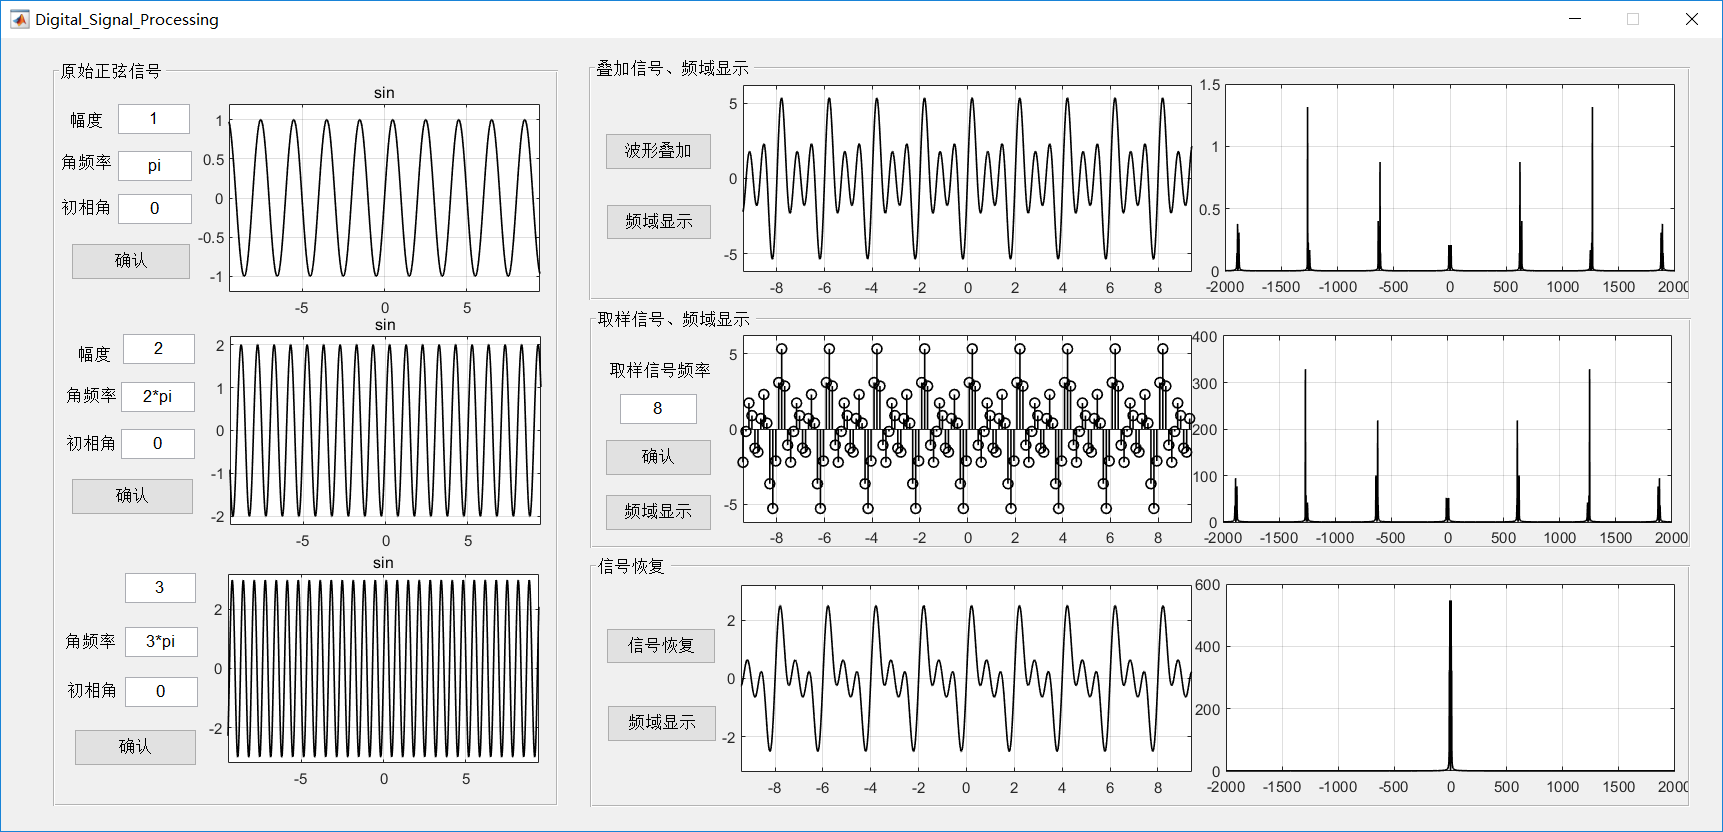 Digital_Signal_Processing
原始正弦信号
幅度 1
角频率 pi
初相角 0
确认
sin
1
0.5
0
-0.5
-1
-5 0 5
幅度 2
角频率 2*pi
初相角 0
确认
sin
2
1
0
-1
-2
-5 0 5
3
角频率 3*pi
初相角 0
确认
sin
2
0
-2
-5 0 5
叠加信号、频域显示
波形叠加
频域显示
5
0
-5
-8 -6 -4 -2 0 2 4 6 8
1.5
1
0.5
0
-2000 -1500 -1000 -500 0 500 1000 1500 2000
取样信号、频域显示
取样信号频率
8
确认
频域显示
5
0
-5
-8 -6 -4 -2 0 2 4 6 8
400
300
200
100
0
-2000 -1500 -1000 -500 0 500 1000 1500 2000
信号恢复
信号恢复
频域显示
2
0
-2
-8 -6 -4 -2 0 2 4 6 8
600
400
200
0
-2000 -1500 -1000 -500 0 500 1000 1500 2000